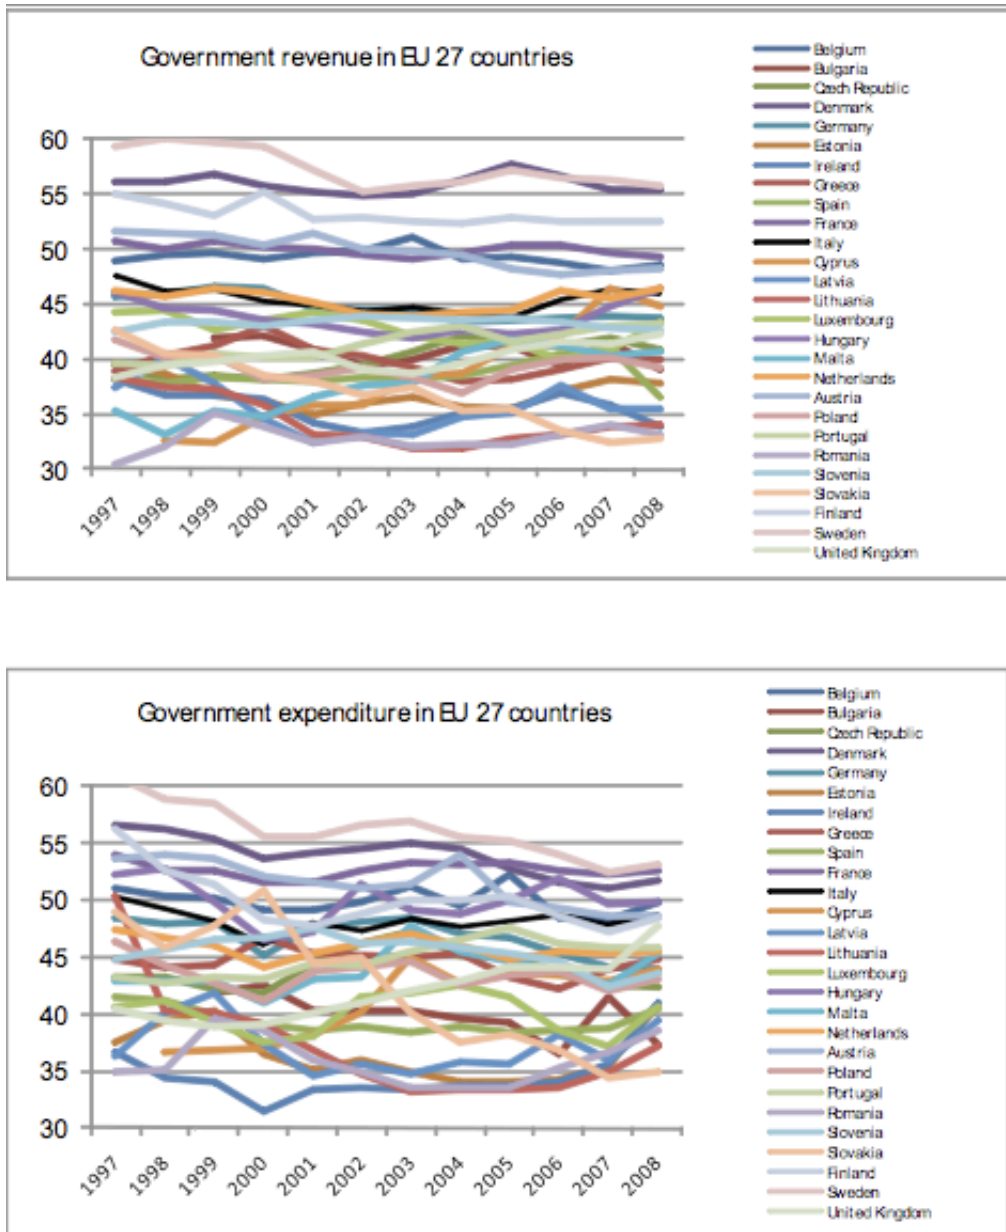 Government revenue in EU 27 countries
60
55
50
45
40
35
30
1997
1998
1999
2000
2001
2002
2003
2004
2005
2006
2007
2008
Belgium
Bulgaria
Czech Republic
Denmark
Germany
Estonia
Ireland
Greece
Spain
France
Italy
Cyprus
Latvia
Lithuania
Luxembourg
Hungary
Malta
Netherlands
Austria
Poland
Portugal
Romania
Slovenia
Slovakia
Finland
Sweden
United Kingdom
Government expenditure in EU 27 countries
60
55
50
45
40
35
30
1997
1998
1999
2000
2001
2002
2003
2004
2005
2006
2007
2008
Belgium
Bulgaria
Czech Republic
Denmark
Germany
Estonia
Ireland
Greece
Spain
France
Italy
Cyprus
Latvia
Lithuania
Luxembourg
Hungary
Malta
Netherlands
Austria
Poland
Portugal
Romania
Slovenia
Slovakia
Finland
Sweden
United Kingdom